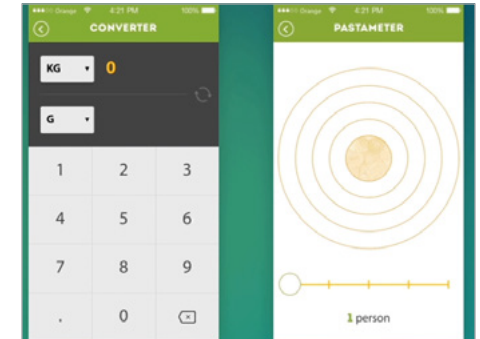 Orange 4:21 PM 100%
CONVERTER
KG 0
G
1 2 3
4 5 6
7 8 9
. 0
Orange 4:21 PM 100%
PASTAMETER
1 person